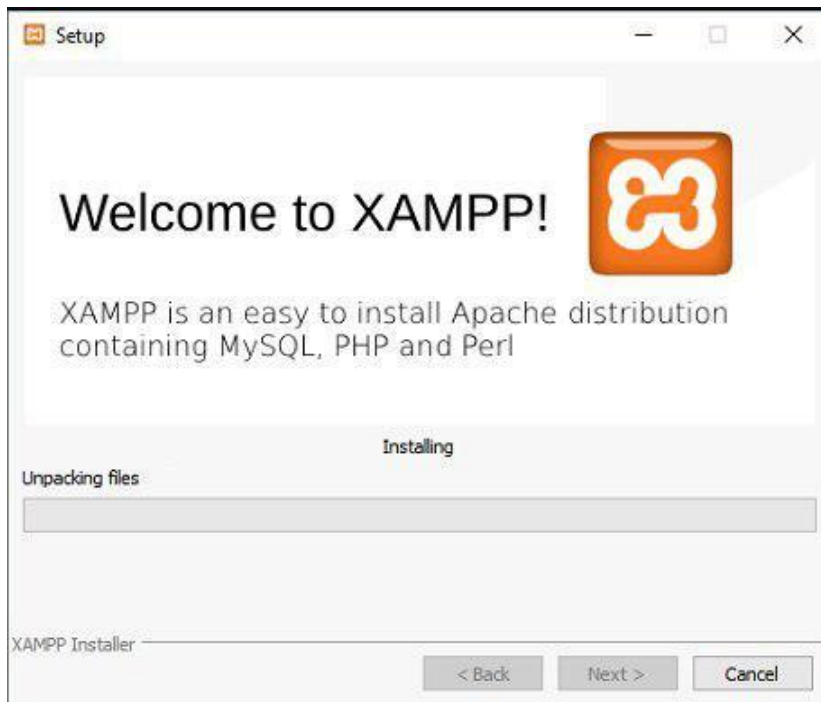 Setup
Welcome to XAMPP!
XAMPP is an easy to install Apache distribution
containing MySQL, PHP and Perl
Installing
Unpacking files
XAMPP Installer
< Back
Next >
Cancel